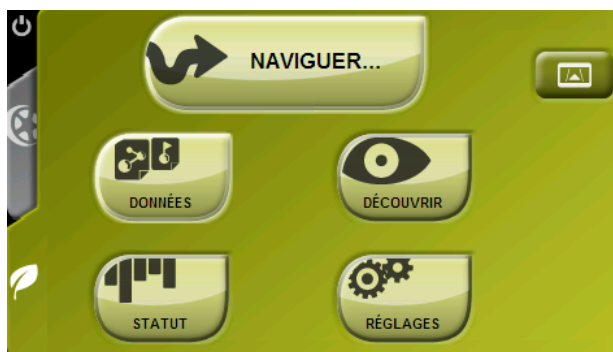 NAVIGUER...
DONNÉES
DÉCOUVRIR
STATUT
RÉGLAGES